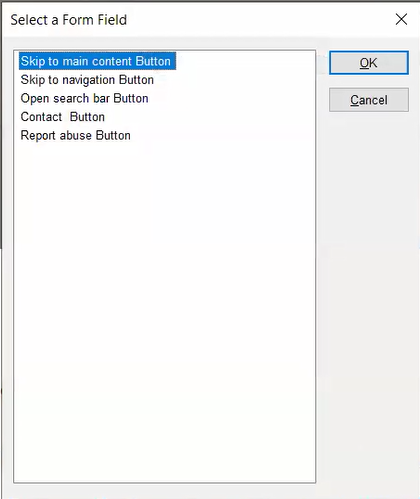 Select a Form Field
Skip to main content Button
Skip to navigation Button
Open search bar Button
Contact  Button
Report abuse Button
OK
Cancel